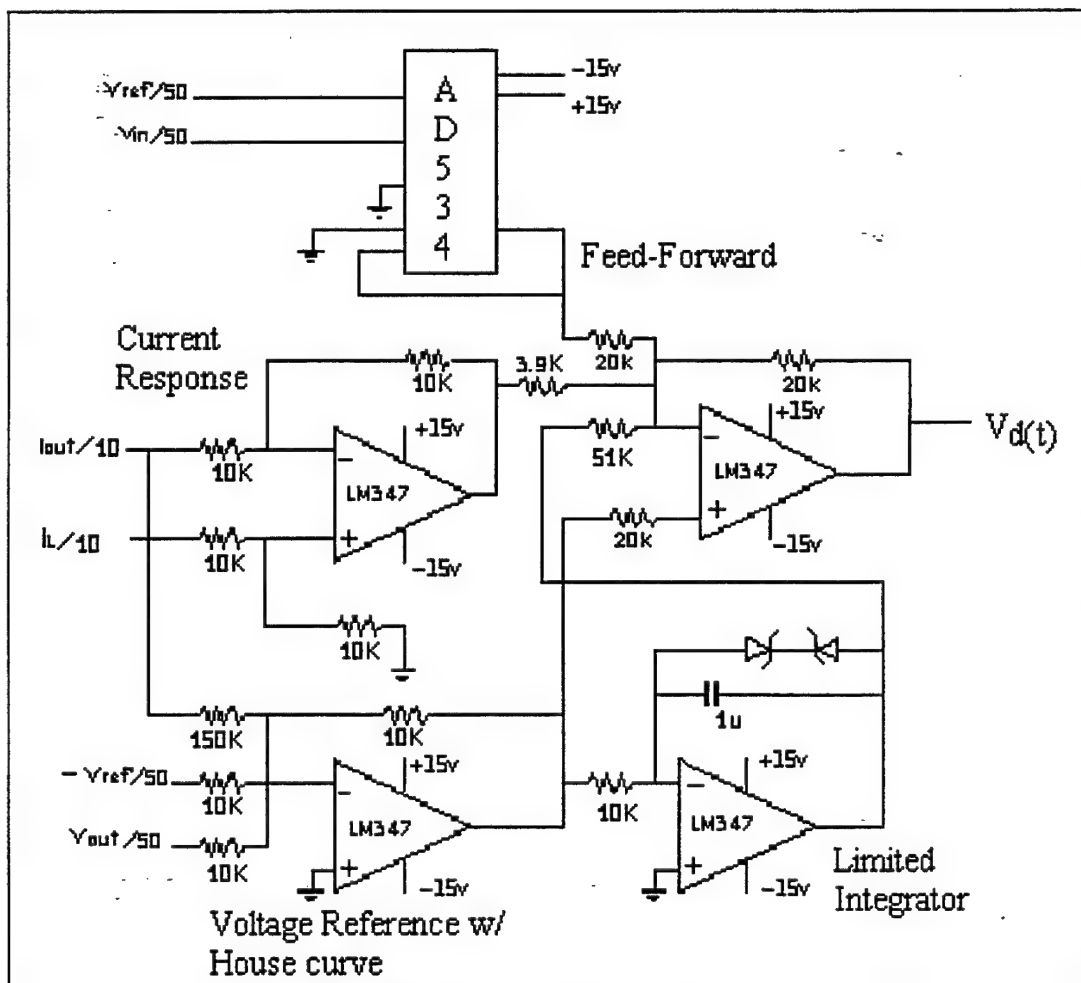 Vref/50
Vin/50
A
D
5
3
4
-15v
+15v
Feed-Forward
Current
Response
10K
3.9K
20K
20K
Iout/10
10K
+15v
LM347
-15v
51K
+15v
LM347
-15v
Vd(t)
IL/10
10K
20K
10K
150K
10K
1u
- Vref/50
10K
+15v
LM347
-15v
10K
+15v
LM347
-15v
Vout/50
10K
Limited
Integrator
Voltage Reference w/
House curve